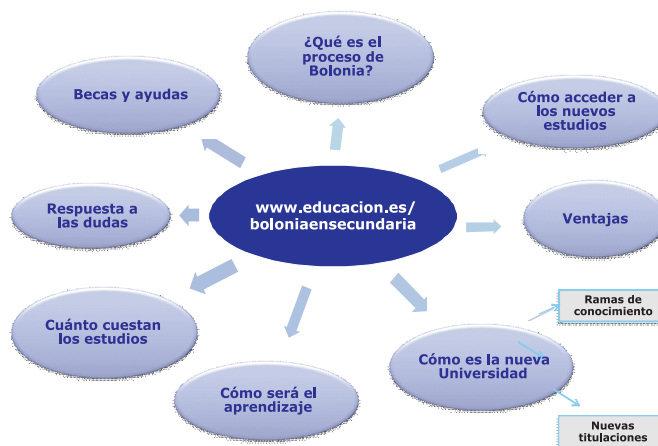 ¿Qué es el
proceso de
Bolonia?
Becas y ayudas
Cómo acceder a
los nuevos
estudios
www.educacion.es/
boloniaensecundaria
Respuesta a
las dudas
Ventajas
Ramas de
conocimiento
Cuánto cuestan
los estudios
Cómo es la nueva
Universidad
Cómo será el
aprendizaje
Nuevas
titulaciones